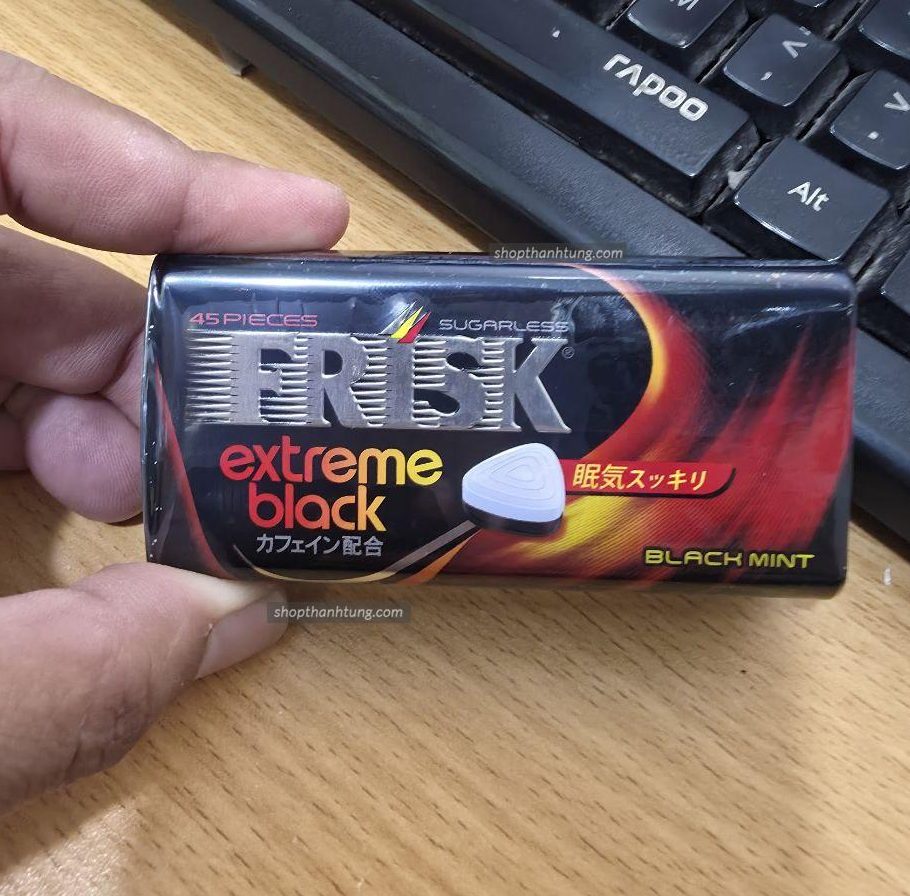 M
<
,
rapoo
>
.
Alt
shopthanhtung.com
45 PIECES
SUGARLESS
FRISK®
extreme
black
眠気スッキリ
カフェイン配合
BLACK MINT
shopthanhtung.com